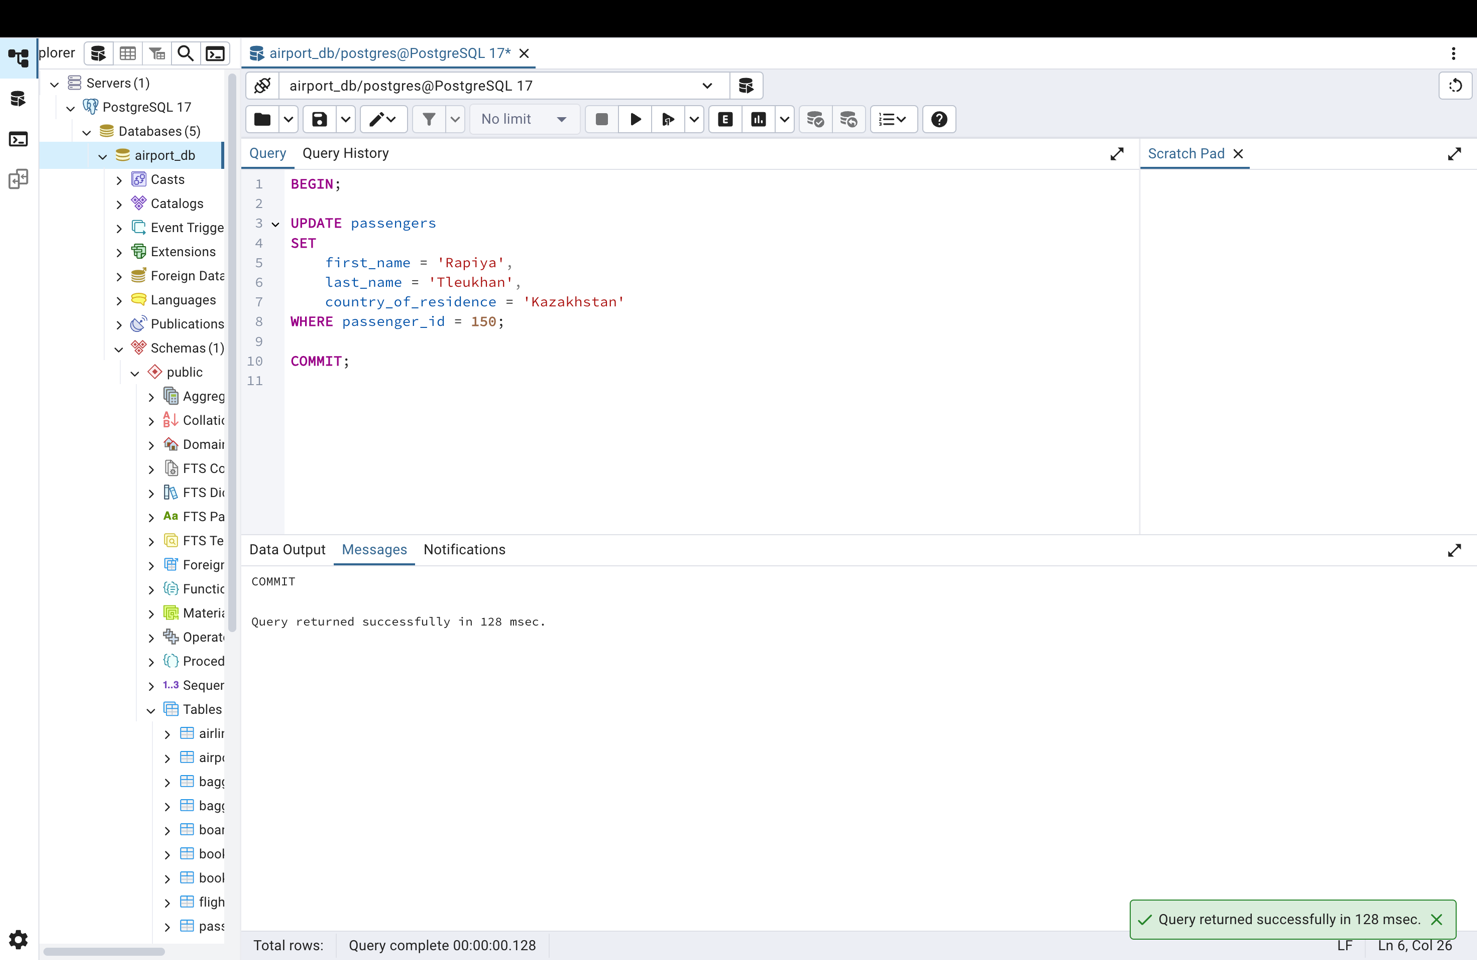 plorer
airport_db/postgres@PostgreSQL 17*
Servers (1)
PostgreSQL 17
Databases (5)
airport_db
Casts
Catalogs
Event Trigge
Extensions
Foreign Data
Languages
Publications
Schemas (1)
public
Aggreg
Collatic
Domair
FTS Co
FTS Dic
Aa FTS Pa
FTS Te
Foreigr
Functic
Materia
Operat
Proced
1..3 Sequer
Tables
airlir
airpo
bagg
bagg
boar
bool
bool
fligh
pass
airport_db/postgres@PostgreSQL 17
No limit
E
Query Query History
Scratch Pad
1 BEGIN;
2
3 UPDATE passengers
4 SET
5 first_name = 'Rapiya',
6 last_name = 'Tleukhan',
7 country_of_residence = 'Kazakhstan'
8 WHERE passenger_id = 150;
9
10 COMMIT;
11
Data Output Messages Notifications
COMMIT
Query returned successfully in 128 msec.
Query returned successfully in 128 msec.
Total rows: Query complete 00:00:00.128
LF Ln 6, Col 26